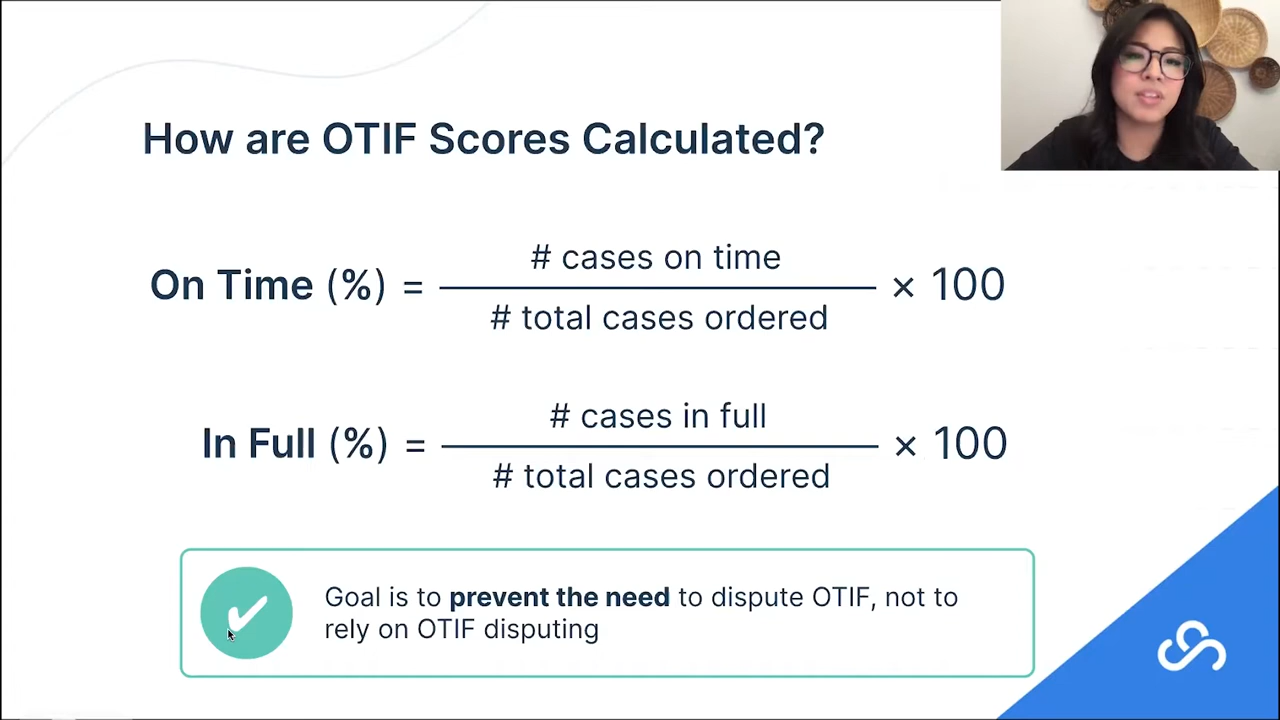 How are OTIF Scores Calculated?
On Time (%) = # cases on time / # total cases ordered × 100
In Full (%) = # cases in full / # total cases ordered × 100
Goal is to prevent the need to dispute OTIF, not to
rely on OTIF disputing